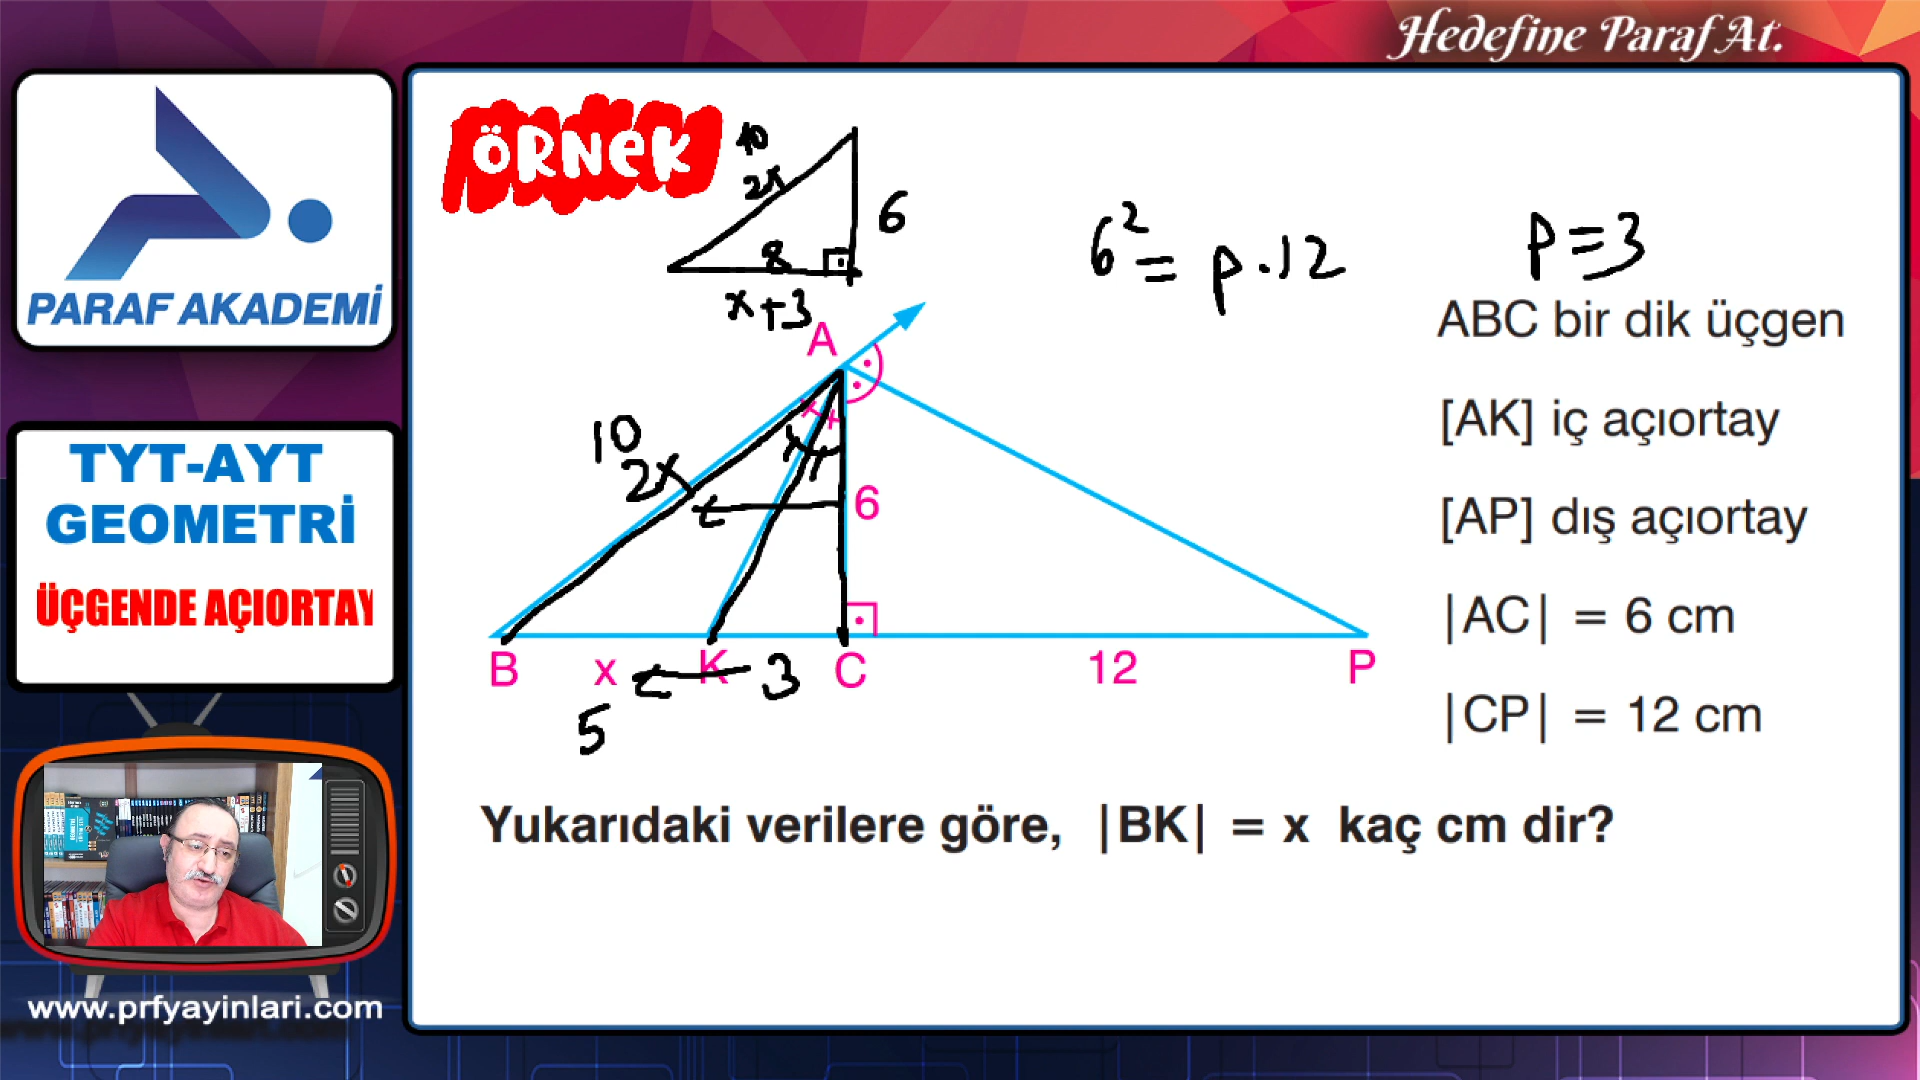 Hedefine Paraf At.
PARAF AKADEMİ
TYT-AYT
GEOMETRİ
ÜÇGENDE AÇIORTAY
www.prfyayinlari.com
ÖRNeK
10
2x
6
8
x+3
6² = p.12
p=3
ABC bir dik üçgen
[AK] iç açıortay
[AP] dış açıortay
|AC| = 6 cm
|CP| = 12 cm
A
10
2x
6
B x K 3 C 12 P
5
Yukarıdaki verilere göre, |BK| = x kaç cm dir?